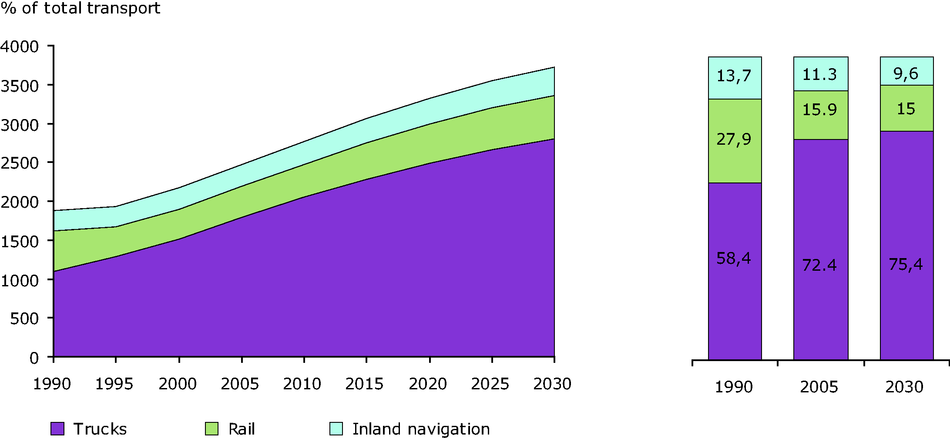 % of total transport
4000
3500
3000
2500
2000
1500
1000
500
0
1990 1995 2000 2005 2010 2015 2020 2025 2030
13,7 11.3 9,6
27,9 15.9 15
58,4 72.4 75,4
1990 2005 2030
Trucks Rail Inland navigation